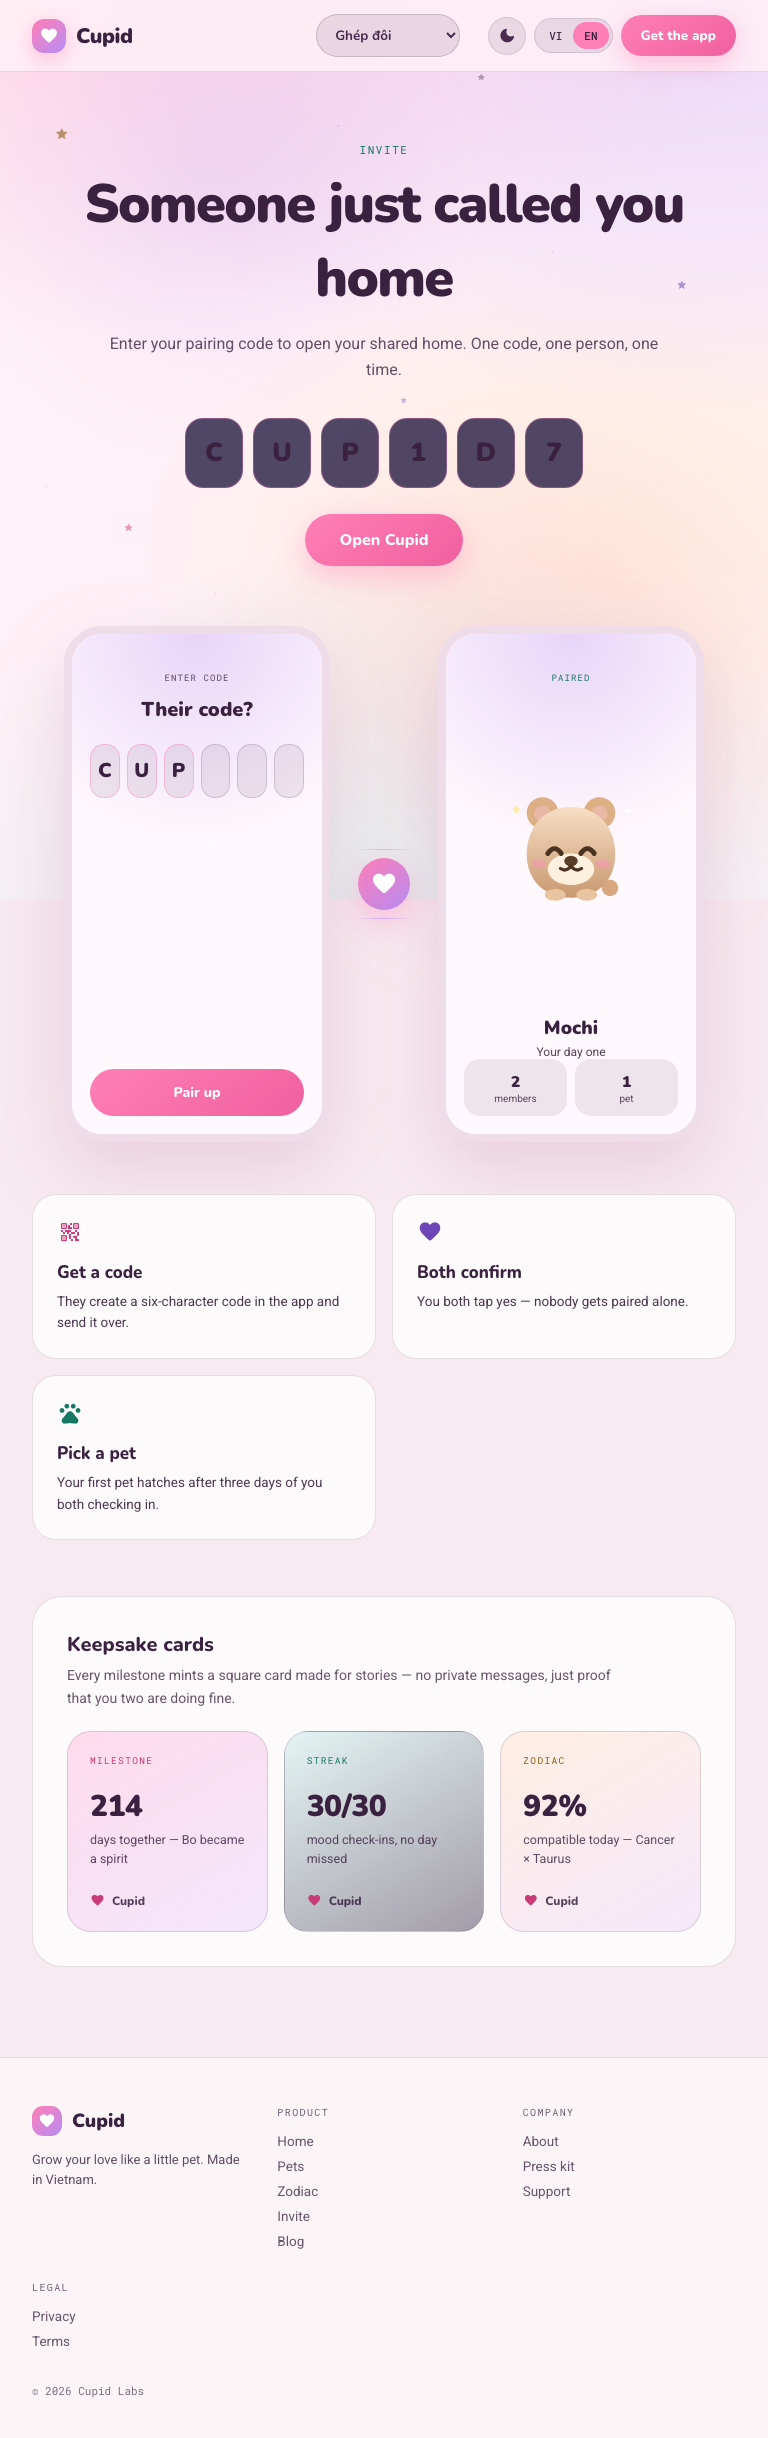 Cupid
Ghép đôi
VI
EN
Get the app
INVITE
Someone just called you
home
Enter your pairing code to open your shared home. One code, one person, one
time.
C U P 1 D 7
Open Cupid
ENTER CODE
Their code?
C U P
Pair up
PAIRED
Mochi
Your day one
2
members
1
pet
Get a code
They create a six-character code in the app and
send it over.
Both confirm
You both tap yes — nobody gets paired alone.
Pick a pet
Your first pet hatches after three days of you
both checking in.
Keepsake cards
Every milestone mints a square card made for stories — no private messages, just proof
that you two are doing fine.
MILESTONE
214
days together — Bo became
a spirit
Cupid
STREAK
30/30
mood check-ins, no day
missed
Cupid
ZODIAC
92%
compatible today — Cancer
× Taurus
Cupid
Cupid
Grow your love like a little pet. Made
in Vietnam.
PRODUCT
Home
Pets
Zodiac
Invite
Blog
COMPANY
About
Press kit
Support
LEGAL
Privacy
Terms
© 2026 Cupid Labs